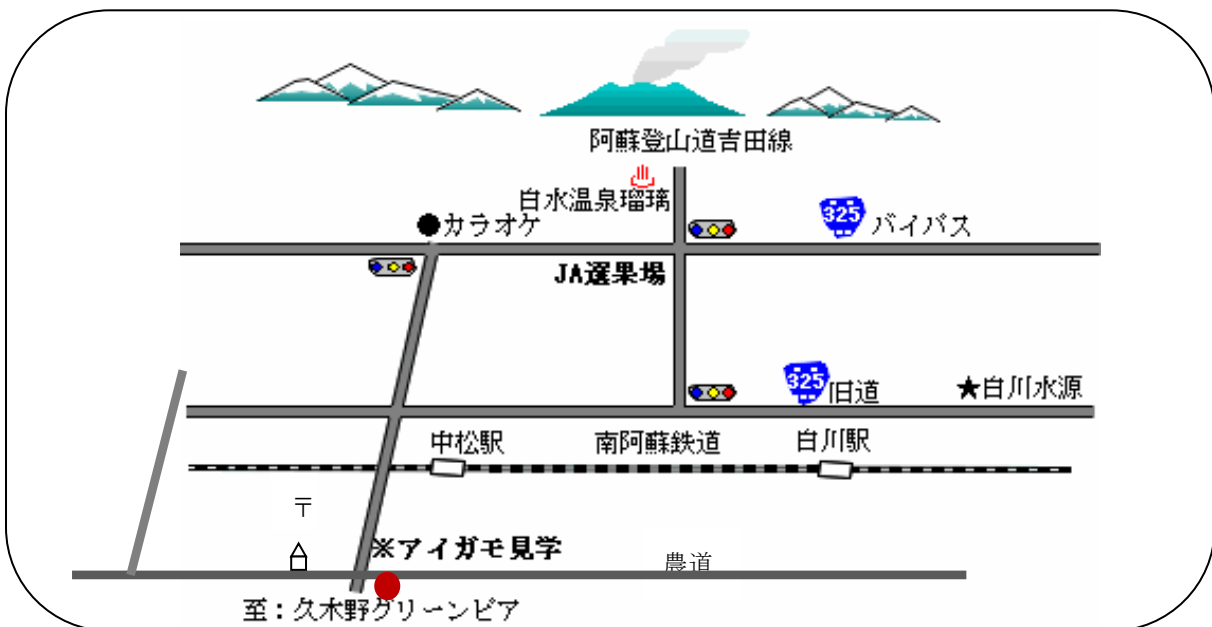 阿蘇登山道吉田線
白水温泉瑠璃
カラオケ
325
バイパス
JA選果場
325
旧道
★白川水源
中松駅
南阿蘇鉄道
白川駅
〒
※アイガモ見学
農道
至：久木野グリーンピア